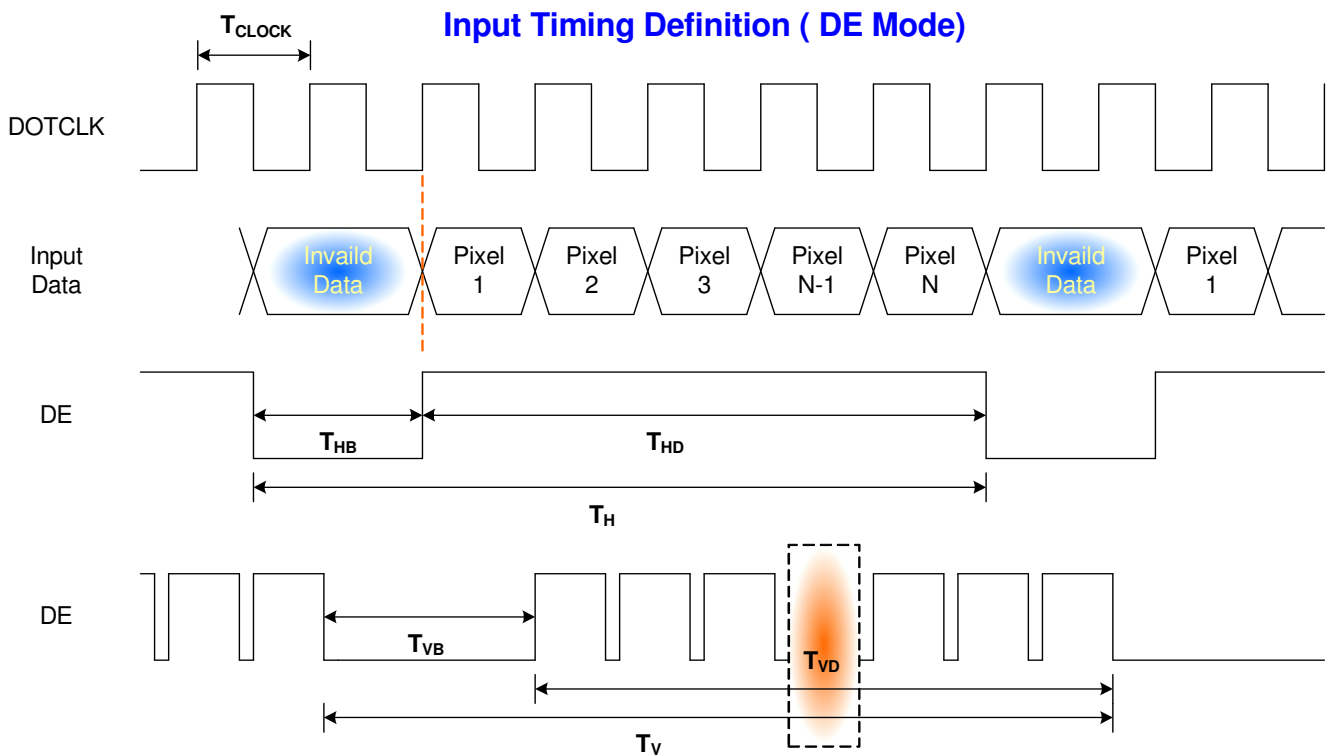 Input Timing Definition ( DE Mode)
TCLOCK
DOTCLK
Input
Data
Invaild
Data
Pixel
1
Pixel
2
Pixel
3
Pixel
N-1
Pixel
N
Invaild
Data
Pixel
1
DE
THB
THD
TH
DE
TVB
TVD
TV